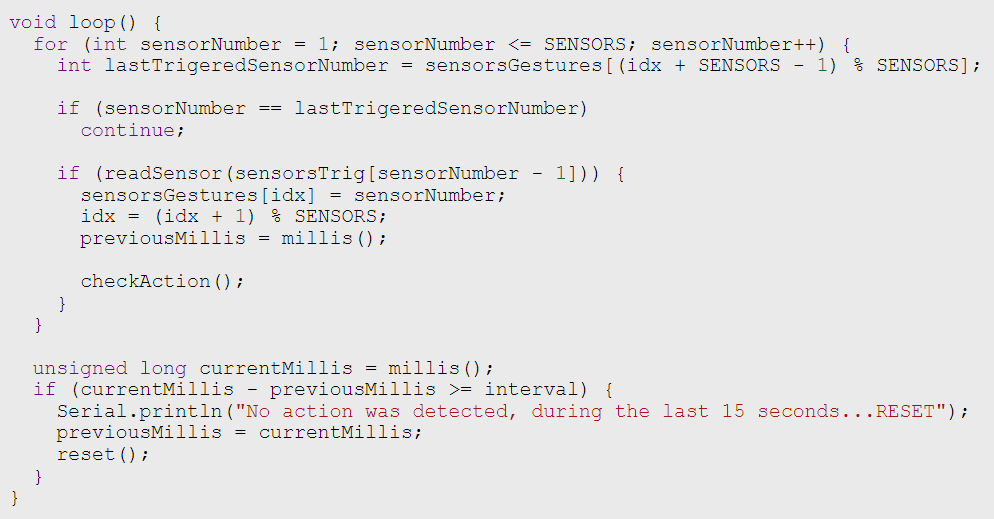 void loop() {
  for (int sensorNumber = 1; sensorNumber <= SENSORS; sensorNumber++) {
    int lastTrigeredSensorNumber = sensorsGestures[(idx + SENSORS - 1) % SENSORS];

    if (sensorNumber == lastTrigeredSensorNumber)
      continue;

    if (readSensor(sensorsTrig[sensorNumber - 1])) {
      sensorsGestures[idx] = sensorNumber;
      idx = (idx + 1) % SENSORS;
      previousMillis = millis();

      checkAction();
    }
  }

  unsigned long currentMillis = millis();
  if (currentMillis - previousMillis >= interval) {
    Serial.println("No action was detected, during the last 15 seconds...RESET");
    previousMillis = currentMillis;
    reset();
  }
}